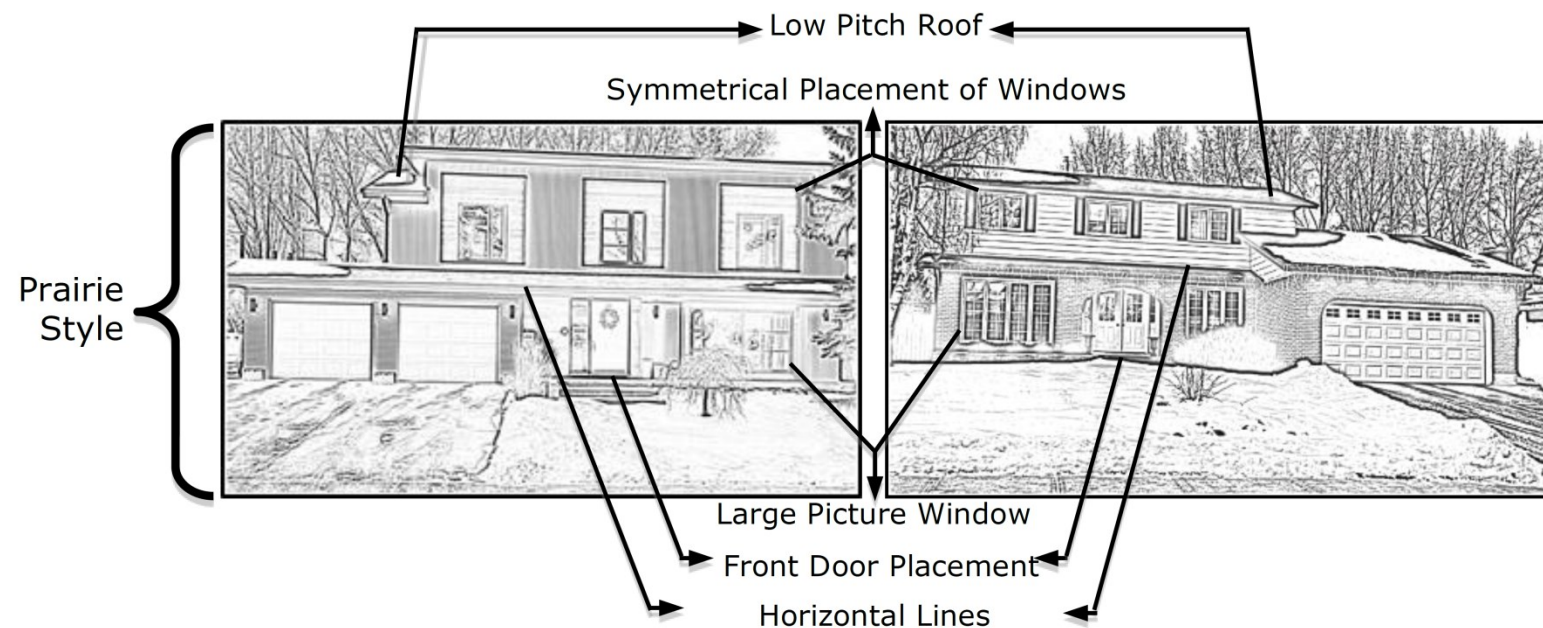 Low Pitch Roof
Symmetrical Placement of Windows
Prairie
Style
Large Picture Window
Front Door Placement
Horizontal Lines